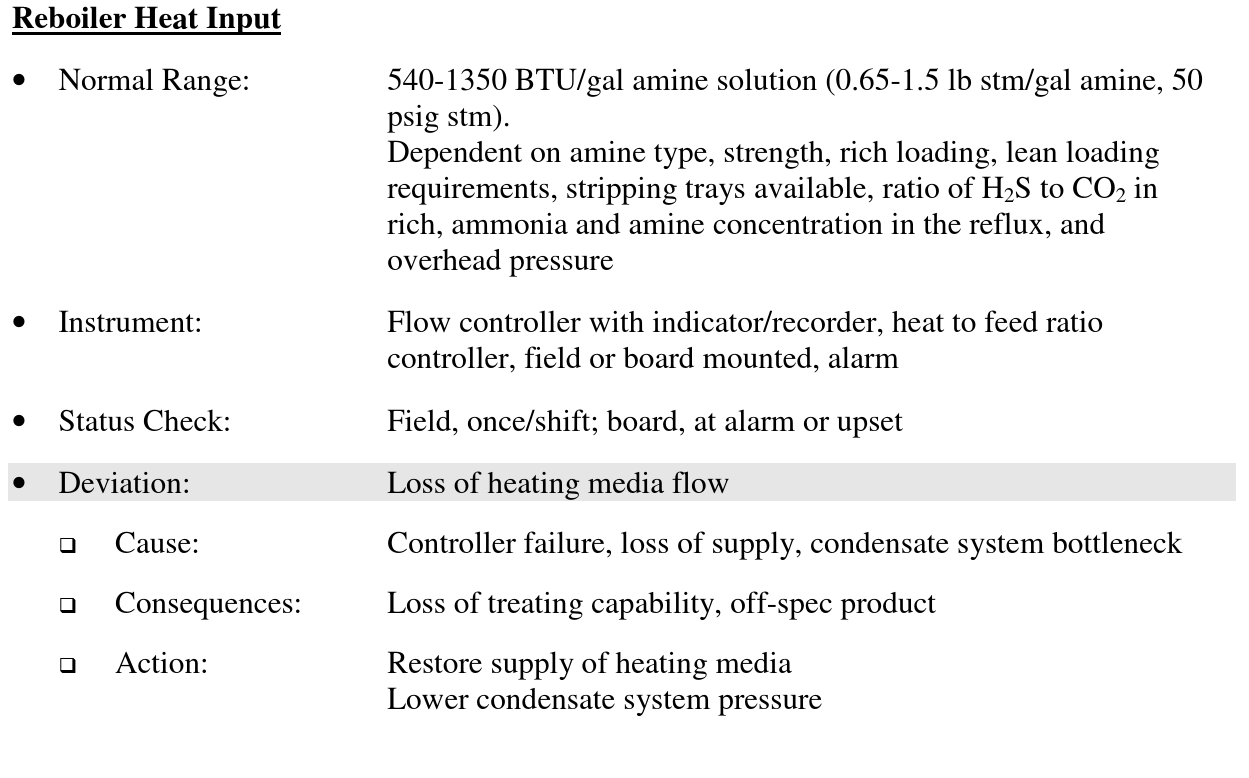 Reboiler Heat Input
• Normal Range: 540-1350 BTU/gal amine solution (0.65-1.5 lb stm/gal amine, 50
psig stm).
Dependent on amine type, strength, rich loading, lean loading
requirements, stripping trays available, ratio of H₂S to CO₂ in
rich, ammonia and amine concentration in the reflux, and
overhead pressure
• Instrument: Flow controller with indicator/recorder, heat to feed ratio
controller, field or board mounted, alarm
• Status Check: Field, once/shift; board, at alarm or upset
• Deviation: Loss of heating media flow
❑ Cause: Controller failure, loss of supply, condensate system bottleneck
❑ Consequences: Loss of treating capability, off-spec product
❑ Action: Restore supply of heating media
Lower condensate system pressure